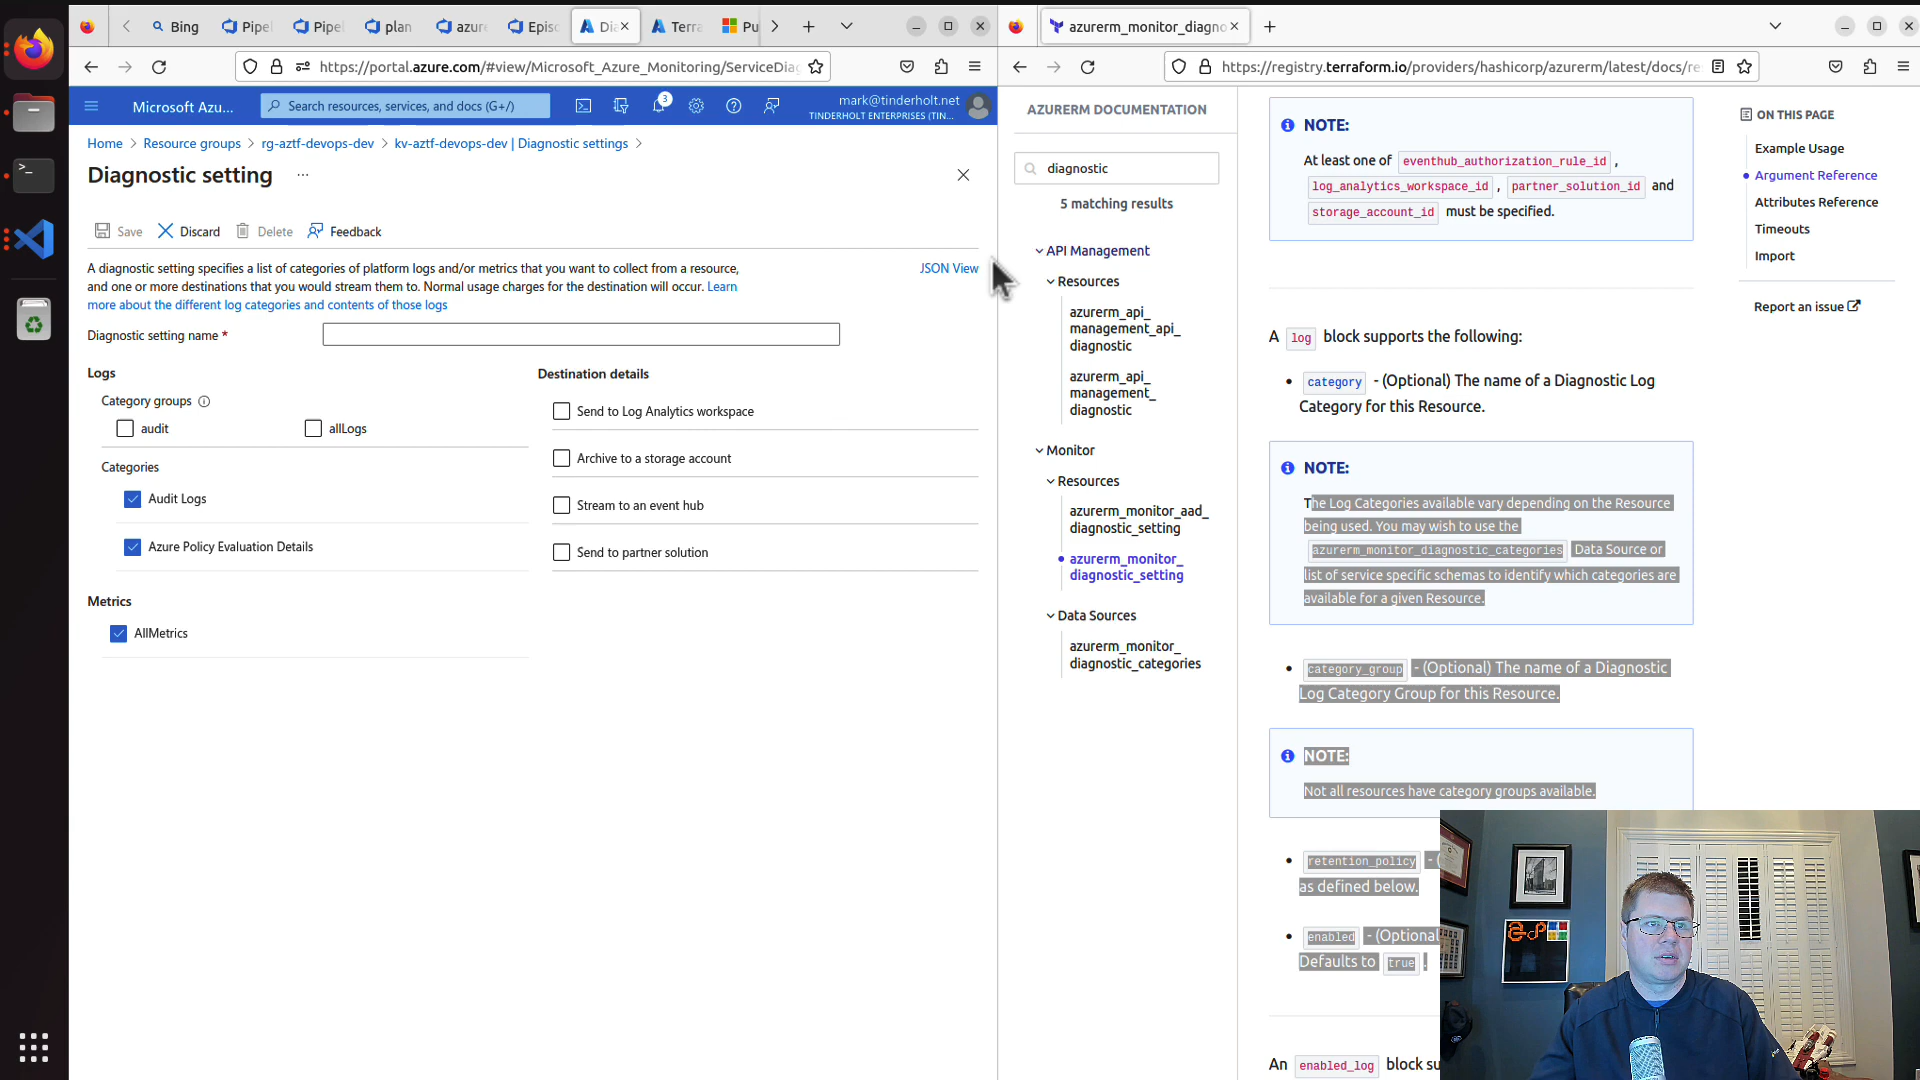 Bing
Pipel
Pipel
plan
azure
Episo
Dia
Terra
Pu
https://portal.azure.com/#view/Microsoft_Azure_Monitoring/ServiceDiag
Microsoft Azu...
Search resources, services, and docs (G+/)
3
mark@tinderholt.net
TINDERHOLT ENTERPRISES (TIN...
Home > Resource groups > rg-aztf-devops-dev > kv-aztf-devops-dev | Diagnostic settings >
Diagnostic setting ...
Save
Discard
Delete
Feedback
A diagnostic setting specifies a list of categories of platform logs and/or metrics that you want to collect from a resource,
and one or more destinations that you would stream them to. Normal usage charges for the destination will occur. Learn
more about the different log categories and contents of those logs
JSON View
Diagnostic setting name *
Logs
Category groups
audit
allLogs
Categories
Audit Logs
Azure Policy Evaluation Details
Metrics
AllMetrics
Destination details
Send to Log Analytics workspace
Archive to a storage account
Stream to an event hub
Send to partner solution
azurerm_monitor_diagno
https://registry.terraform.io/providers/hashicorp/azurerm/latest/docs/re
AZURERM DOCUMENTATION
diagnostic
5 matching results
API Management
Resources
azurerm_api_
management_api_
diagnostic
azurerm_api_
management_
diagnostic
Monitor
Resources
azurerm_monitor_aad_
diagnostic_setting
azurerm_monitor_
diagnostic_setting
Data Sources
azurerm_monitor_
diagnostic_categories
NOTE:
At least one of eventhub_authorization_rule_id ,
log_analytics_workspace_id , partner_solution_id and
storage_account_id must be specified.
A log block supports the following:
• category - (Optional) The name of a Diagnostic Log
Category for this Resource.
NOTE:
The Log Categories available vary depending on the Resource
being used. You may wish to use the
azurerm_monitor_diagnostic_categories Data Source or
list of service specific schemas to identify which categories are
available for a given Resource.
• category_group - (Optional) The name of a Diagnostic
Log Category Group for this Resource.
NOTE:
Not all resources have category groups available.
• retention_policy - (
as defined below.
• enabled - (Optional
Defaults to true .
An enabled_log block su
ON THIS PAGE
Example Usage
Argument Reference
Attributes Reference
Timeouts
Import
Report an issue